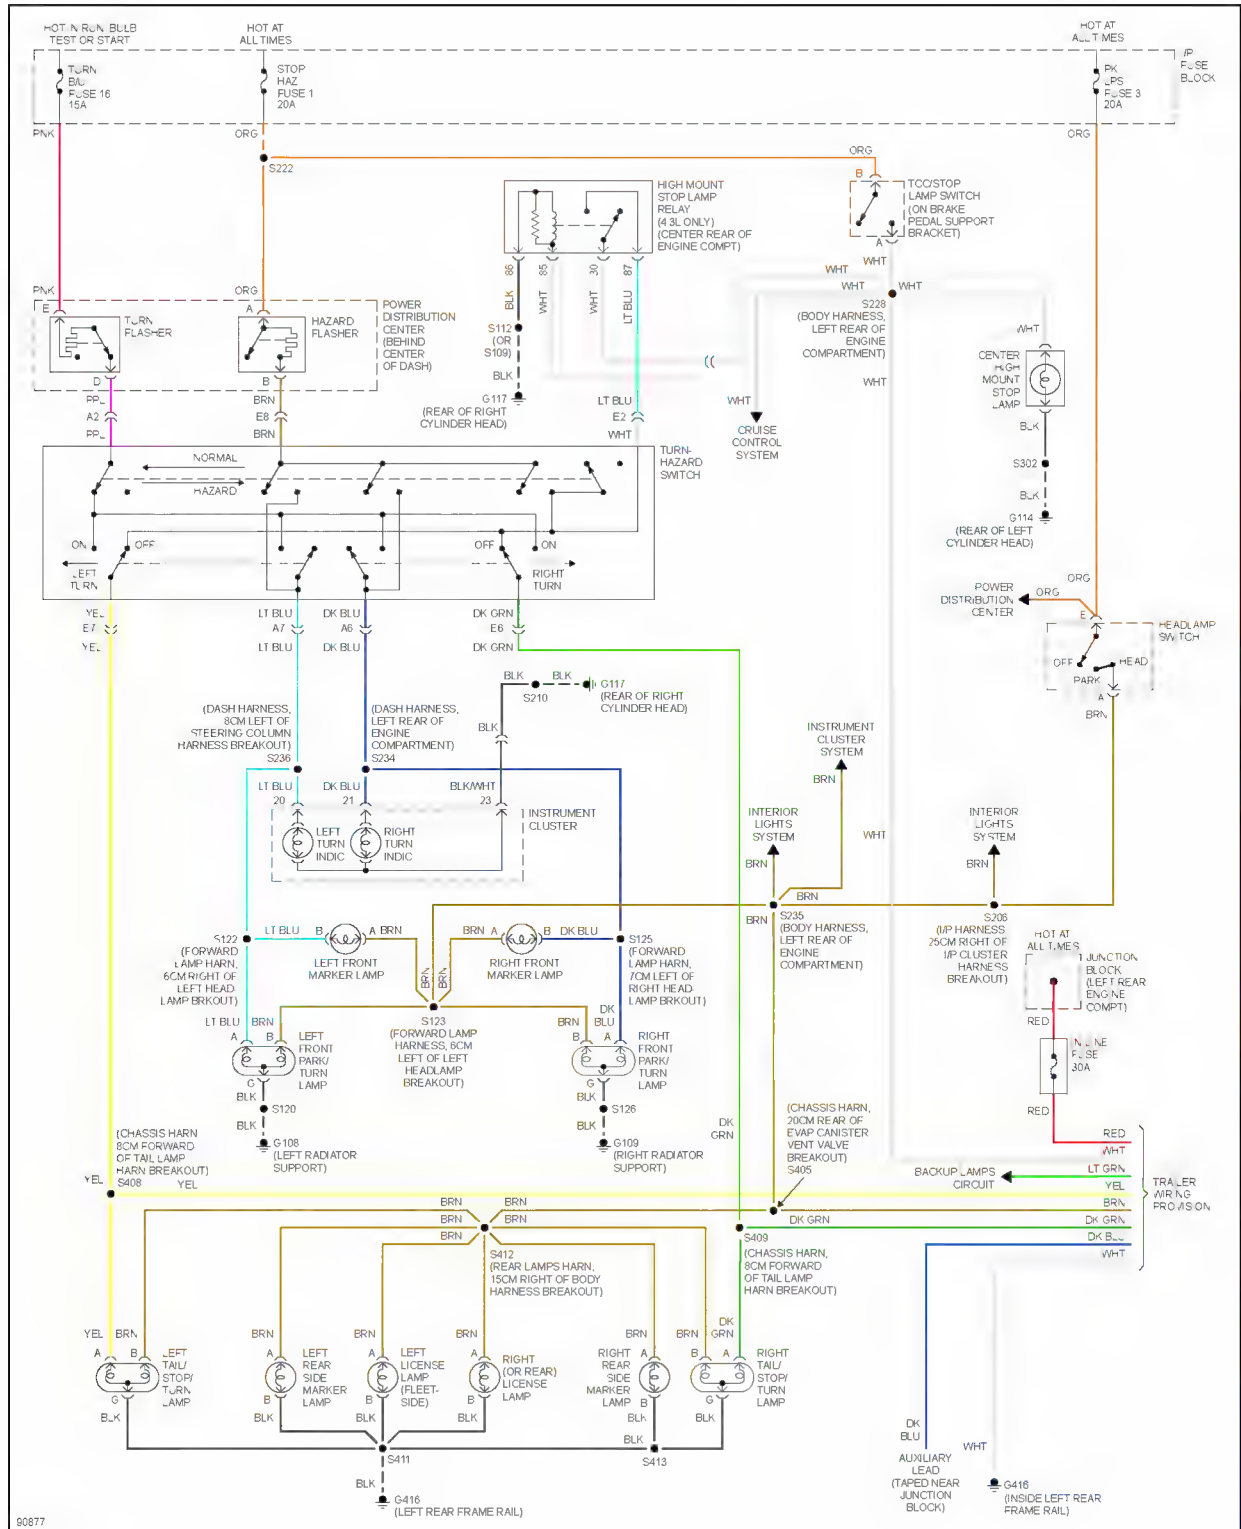 HOT IN RUN, BULB
TEST OR START
HOT AT
ALL TIMES
HOT AT
ALL TIMES
TURN
B/U
FUSE 16
15A
STOP
HAZ
FUSE 1
20A
PK
LPS
FUSE 3
20A
I/P
FUSE
BLOCK
PNK
ORG
ORG
S222
ORG
B
TCC/STOP
LAMP SWITCH
(ON BRAKE
PEDAL SUPPORT
BRACKET)
A
HIGH MOUNT
STOP LAMP
RELAY
(4.3L ONLY)
(CENTER REAR OF
ENGINE COMPT)
86
85
30
87
BLK
WHT
WHT
LT BLU
WHT
WHT
WHT
WHT
S228
(BODY HARNESS,
LEFT REAR OF
ENGINE
COMPARTMENT)
WHT
PNK
ORG
E
A
TURN
FLASHER
HAZARD
FLASHER
POWER
DISTRIBUTION
CENTER
(BEHIND
CENTER
OF DASH)
D
B
S112
(OR
S109)
BLK
G117
(REAR OF RIGHT
CYLINDER HEAD)
WHT
CENTER
HIGH
MOUNT
STOP
LAMP
BLK
S302
BLK
G114
(REAR OF LEFT
CYLINDER HEAD)
WHT
CRUISE
CONTROL
SYSTEM
PPL
A2
PPL
BRN
E8
BRN
LT BLU
E2
WHT
TURN-
HAZARD
SWITCH
NORMAL
HAZARD
ON
OFF
LEFT
TURN
OFF
ON
RIGHT
TURN
YEL
E7
YEL
LT BLU
A7
LT BLU
DK BLU
A6
DK BLU
DK GRN
E6
DK GRN
ORG
POWER
DISTRIBUTION
CENTER
ORG
E
HEADLAMP
SWITCH
OFF
HEAD
PARK
A
BRN
BLK
BLK
S210
G117
(REAR OF RIGHT
CYLINDER HEAD)
BLK
(DASH HARNESS,
8CM LEFT OF
STEERING COLUMN
HARNESS BREAKOUT)
S236
(DASH HARNESS,
LEFT REAR OF
ENGINE
COMPARTMENT)
S234
LT BLU
20
DK BLU
21
BLK/WHT
23
LEFT
TURN
INDIC
RIGHT
TURN
INDIC
INSTRUMENT
CLUSTER
INSTRUMENT
CLUSTER
SYSTEM
BRN
INTERIOR
LIGHTS
SYSTEM
BRN
WHT
INTERIOR
LIGHTS
SYSTEM
BRN
BRN
BRN
S235
(BODY HARNESS,
LEFT REAR OF
ENGINE
COMPARTMENT)
S206
(I/P HARNESS
25CM RIGHT OF
I/P CLUSTER
HARNESS
BREAKOUT)
S122
(FORWARD
LAMP HARN,
6CM RIGHT OF
LEFT HEAD-
LAMP BRKOUT)
LT BLU
B
A
BRN
LEFT FRONT
MARKER LAMP
BRN
A
B
DK BLU
RIGHT FRONT
MARKER LAMP
S125
(FORWARD
LAMP HARN,
7CM LEFT OF
RIGHT HEAD-
LAMP BRKOUT)
BRN
BRN
S123
(FORWARD LAMP
HARNESS, 6CM
LEFT OF LEFT
HEADLAMP
BREAKOUT)
LT BLU
BRN
A
B
LEFT
FRONT
PARK/
TURN
LAMP
G
BLK
S120
BLK
G108
(LEFT RADIATOR
SUPPORT)
BRN
DK
BLU
B
A
RIGHT
FRONT
PARK/
TURN
LAMP
G
BLK
S126
BLK
G109
(RIGHT RADIATOR
SUPPORT)
HOT AT
ALL TIMES
JUNCTION
BLOCK
(LEFT REAR
ENGINE
COMPT)
RED
INLINE
FUSE
30A
RED
DK
GRN
(CHASSIS HARN,
20CM REAR OF
EVAP CANISTER
VENT VALVE
BREAKOUT)
S405
(CHASSIS HARN
8CM FORWARD
OF TAIL LAMP
HARN BREAKOUT)
S408
YEL
YEL
RED
WHT
BACKUP LAMPS
CIRCUIT
LT GRN
YEL
BRN
DK GRN
DK BLU
WHT
TRAILER
WIRING
PROVISION
BRN
BRN
BRN
BRN
BRN
DK GRN
S412
(REAR LAMPS HARN,
15CM RIGHT OF BODY
HARNESS BREAKOUT)
S409
(CHASSIS HARN,
8CM FORWARD
OF TAIL LAMP
HARN BREAKOUT)
YEL
BRN
A
B
LEFT
TAIL/
STOP/
TURN
LAMP
G
BLK
BRN
A
LEFT
REAR
SIDE
MARKER
LAMP
B
BLK
BRN
A
LEFT
LICENSE
LAMP
(FLEET-
SIDE)
B
BLK
BRN
A
RIGHT
(OR REAR)
LICENSE
LAMP
B
BLK
BRN
A
RIGHT
REAR
SIDE
MARKER
LAMP
B
BLK
BRN
DK
GRN
B
A
RIGHT
TAIL/
STOP/
TURN
LAMP
G
BLK
S411
S413
BLK
G416
(LEFT REAR FRAME RAIL)
DK
BLU
AUXILIARY
LEAD
(TAPED NEAR
JUNCTION
BLOCK)
WHT
G416
(INSIDE LEFT REAR
FRAME RAIL)
90877